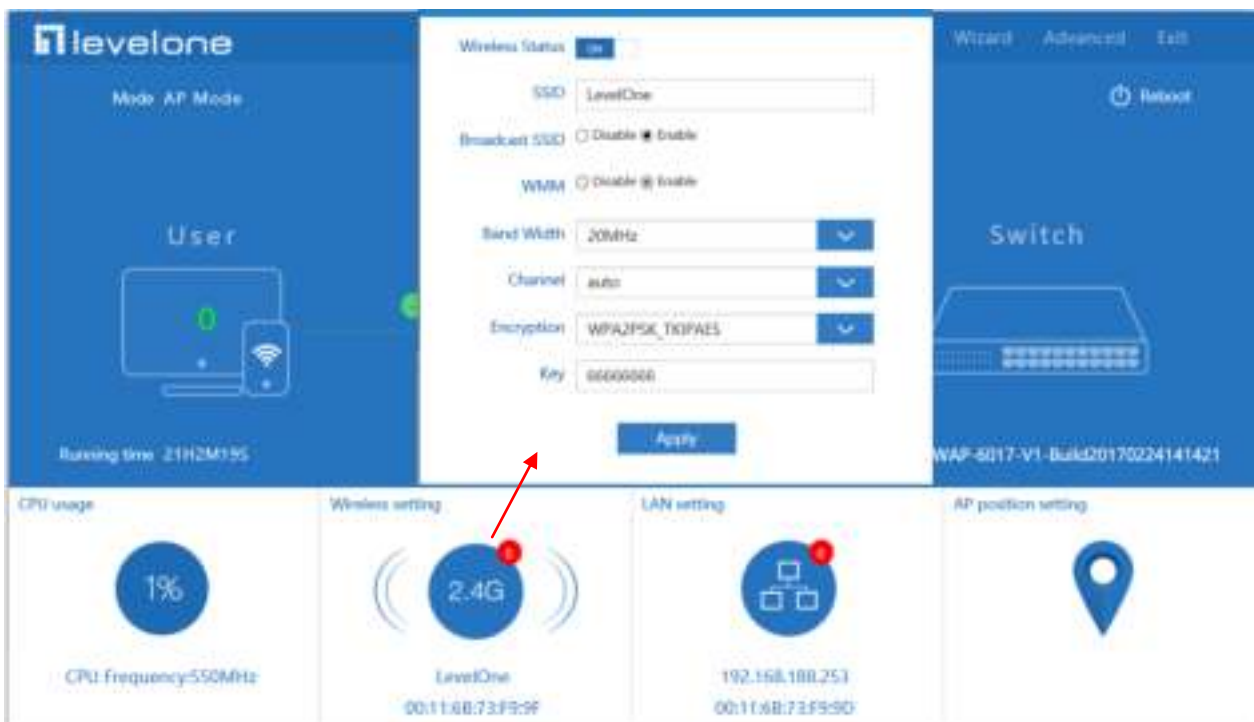 levelone
Wizard Advanced Exit
Mode AP Mode
Reboot
Wireless Status ON
SSID LevelOne
Broadcast SSID Disable Enable
WMM Disable Enable
Band Width 20MHz
Channel auto
Encryption WPA2PSK_TKIPAES
Key 66666666
Apply
User
0
Switch
Running time 21H2M19S
WAP-6017-V1-Build20170224141421
CPU usage
1%
CPU Frequency:550MHz
Wireless setting
2.4G
LevelOne
00:11:6B:73:F9:9F
LAN setting
192.168.188.253
00:11:6B:73:F9:9D
AP position setting